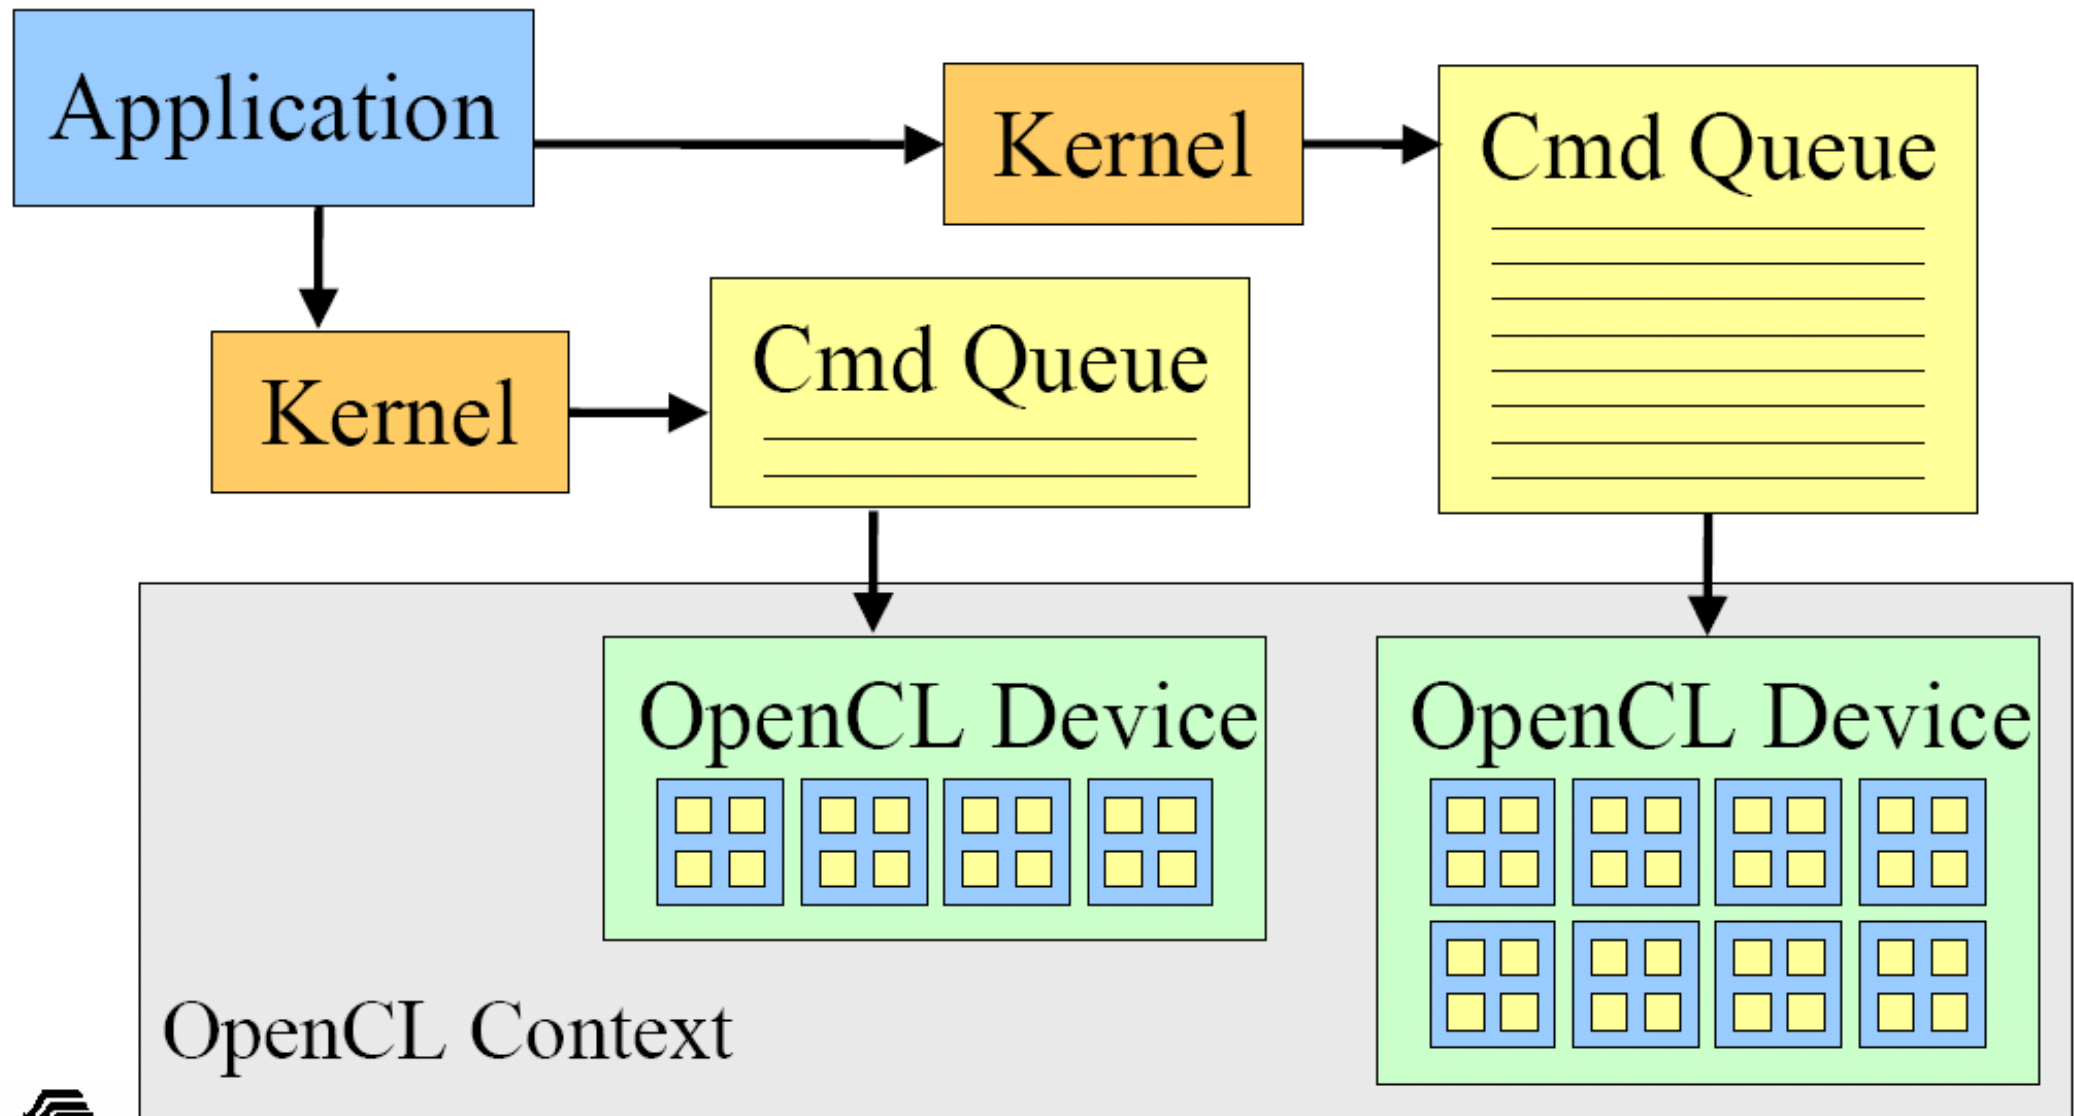 Application
Kernel
Cmd Queue
Kernel
Cmd Queue
OpenCL Device
OpenCL Device
OpenCL Context